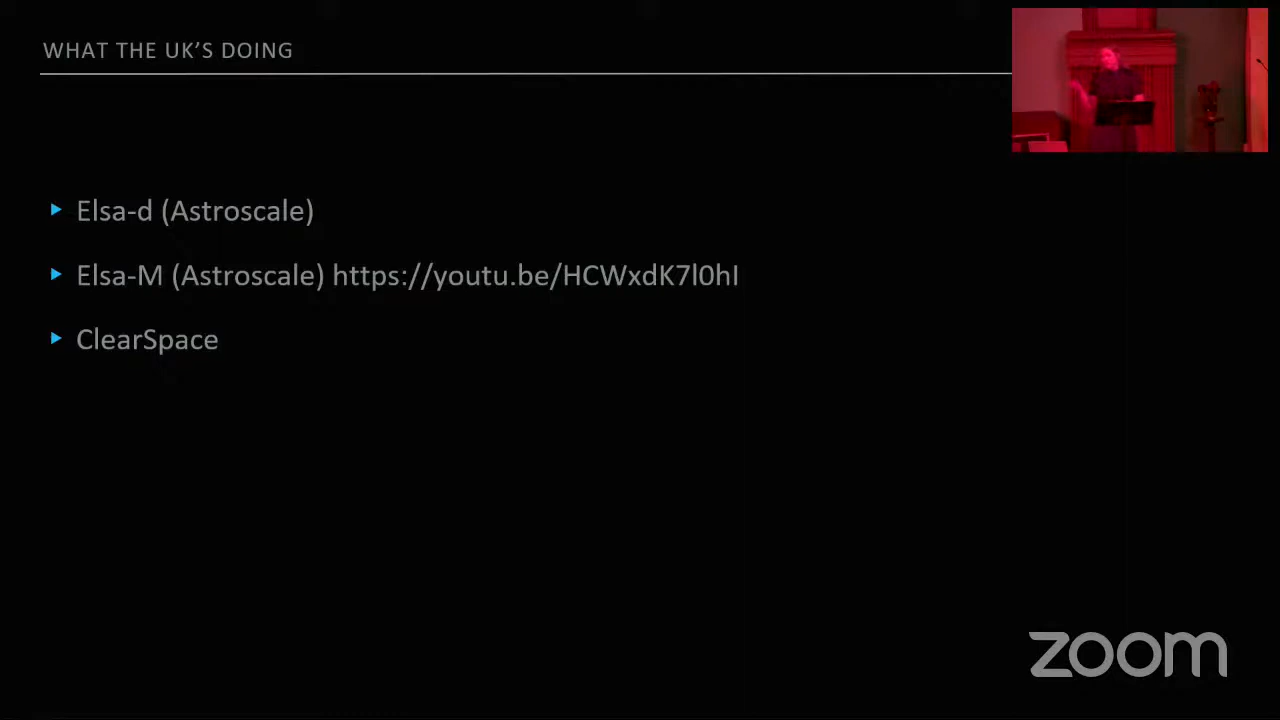 WHAT THE UK'S DOING
Elsa-d (Astroscale)
Elsa-M (Astroscale) https://youtu.be/HCWxdK7l0hI
ClearSpace
zoom